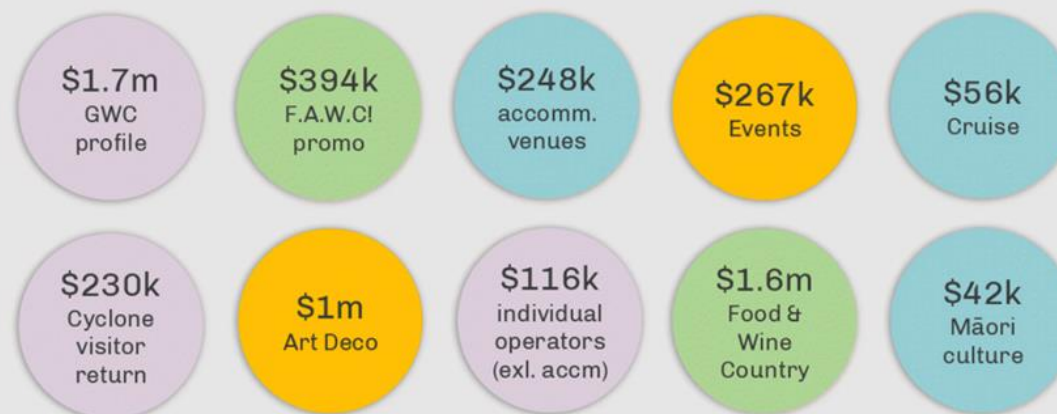 $1.7m
GWC
profile
$394k
F.A.W.C!
promo
$248k
accomm.
venues
$267k
Events
$56k
Cruise
$230k
Cyclone
visitor
return
$1m
Art Deco
$116k
individual
operators
(exl. accm)
$1.6m
Food &
Wine
Country
$42k
Māori
culture